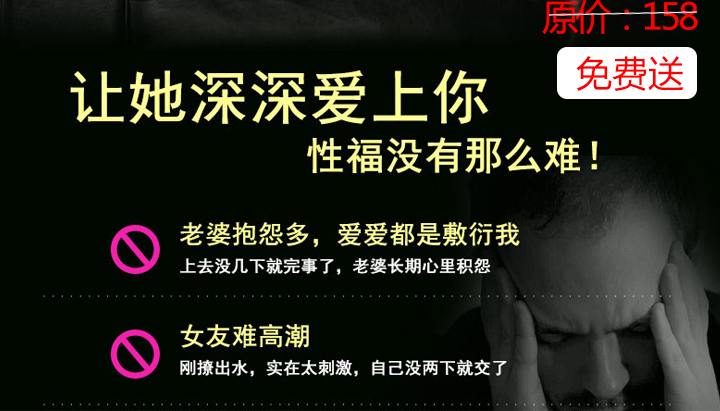 原价：158
免费送
让她深深爱上你
性福没有那么难！
老婆抱怨多，爱爱都是敷衍我
上去没几下就完事了，老婆长期心里积怨
女友难高潮
刚撩出水，实在太刺激，自己没两下就交了